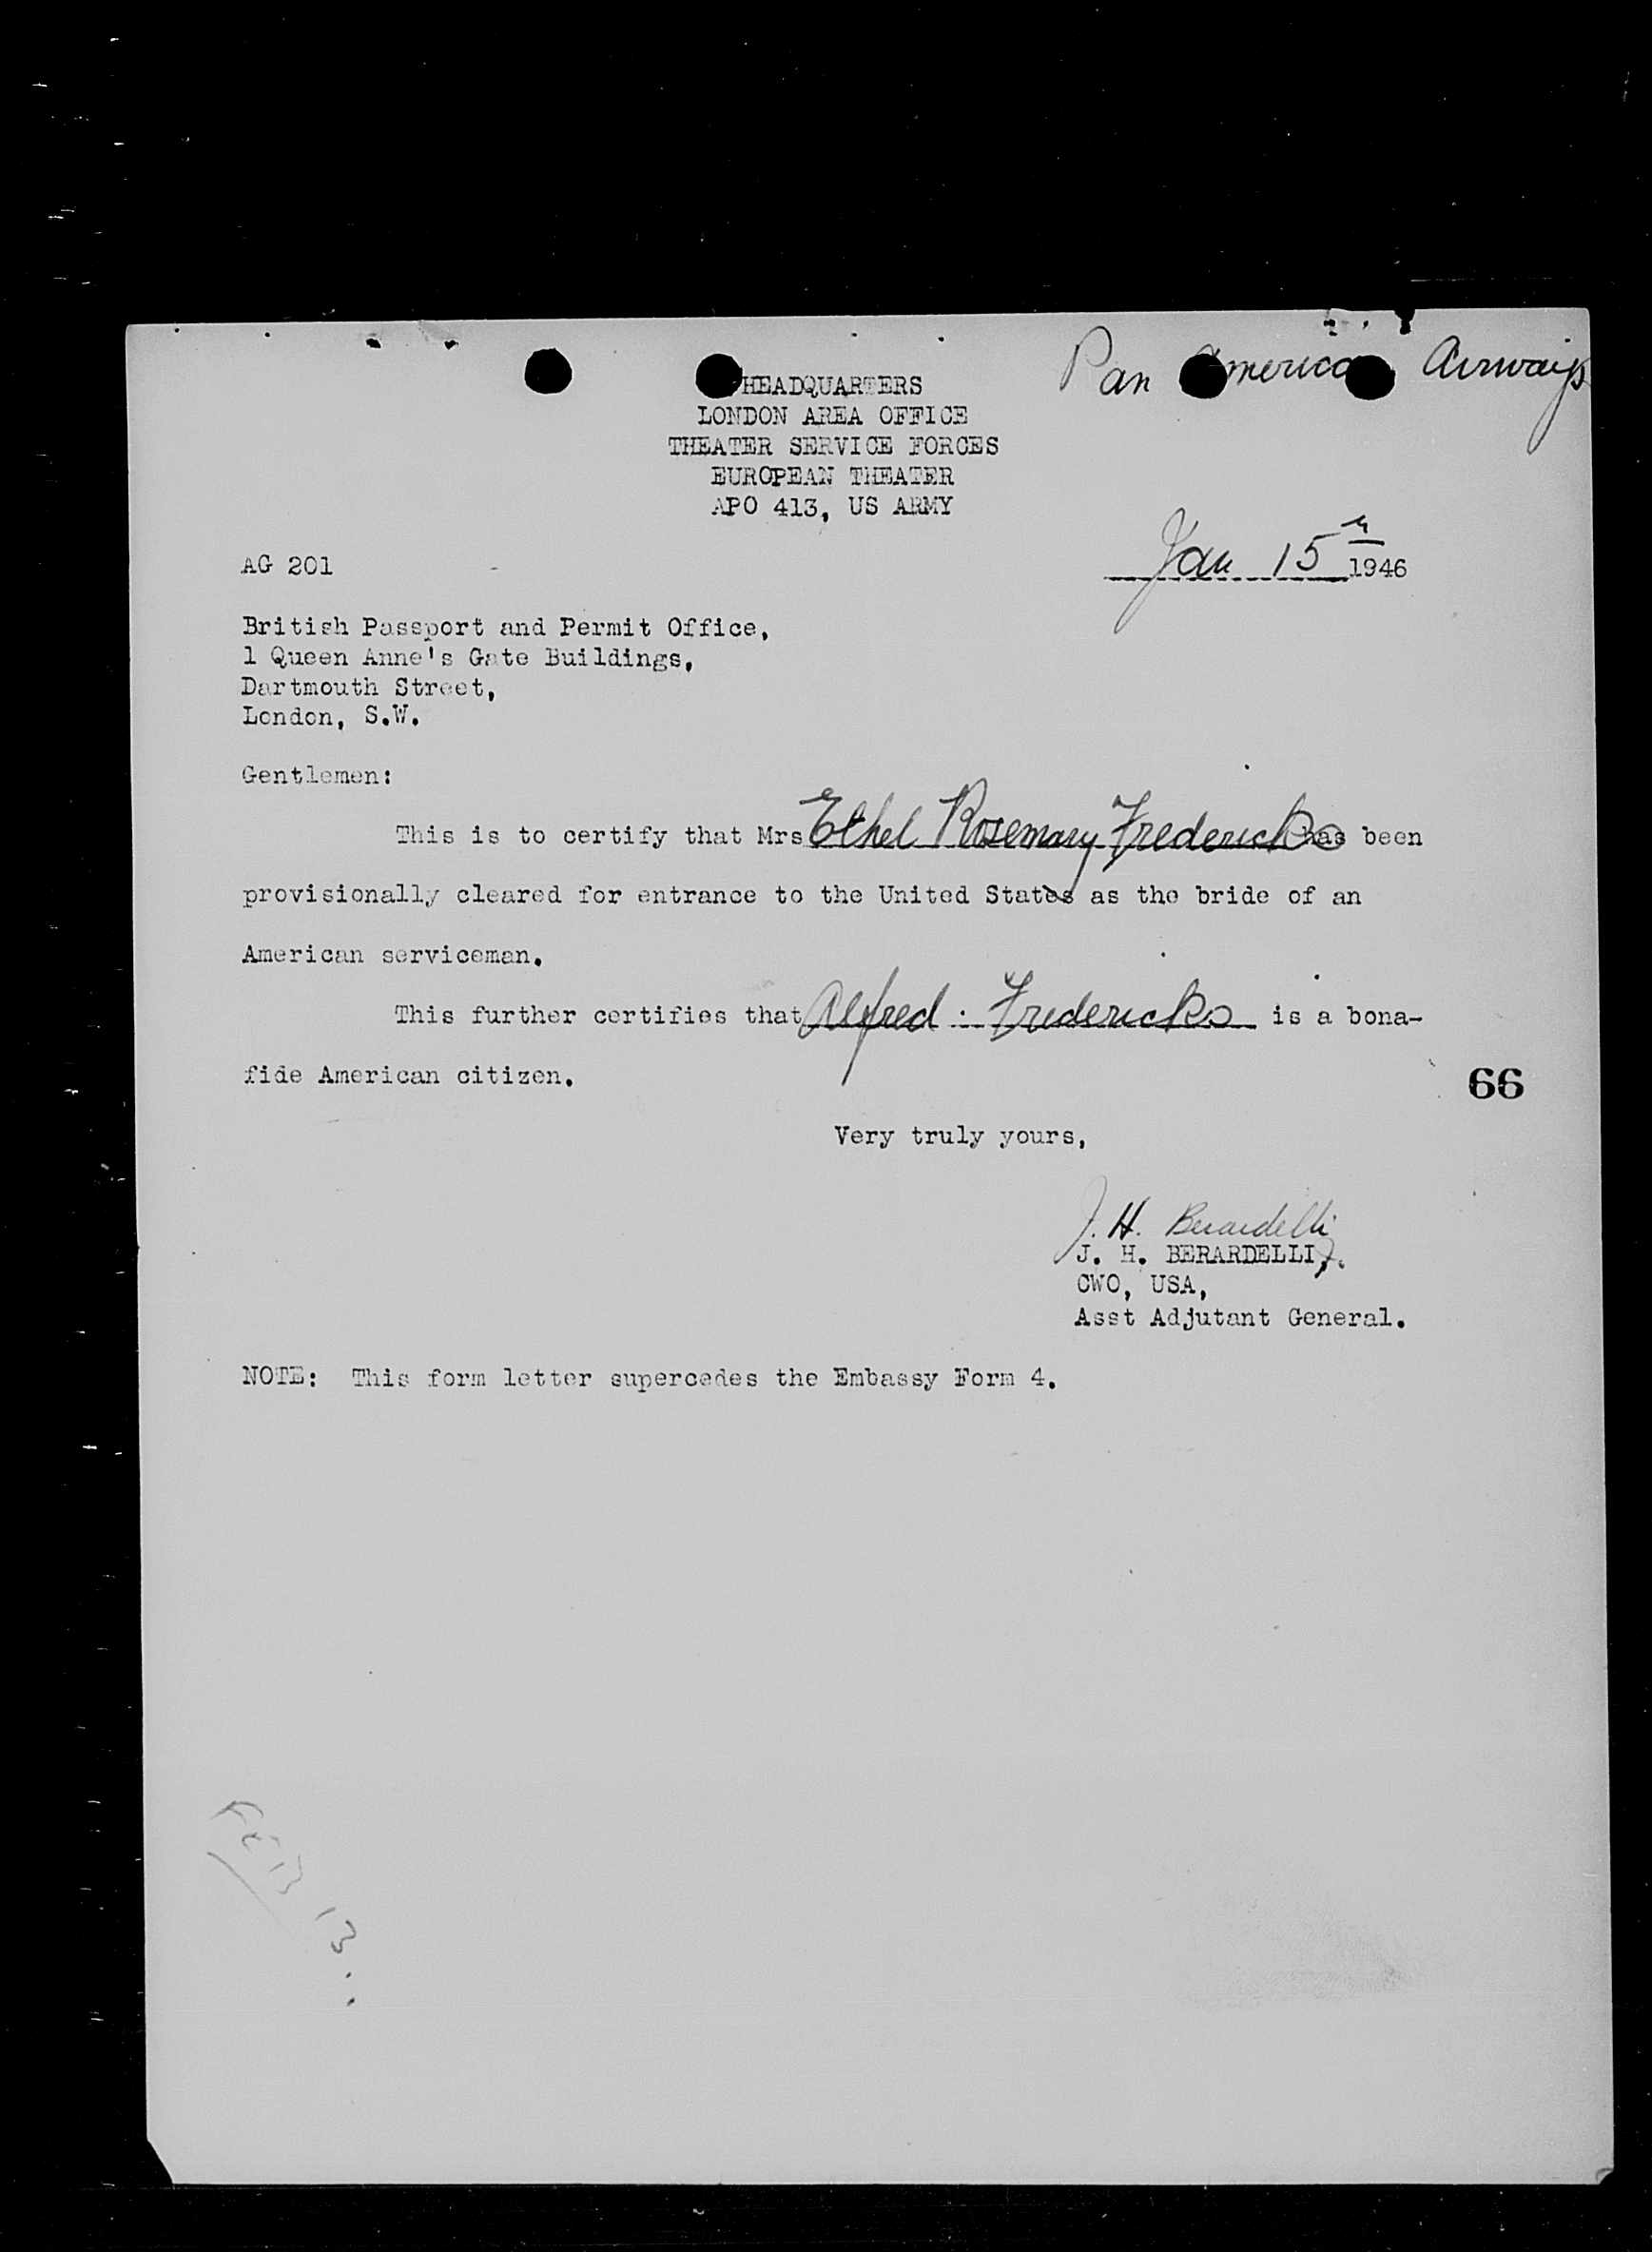 Pan American Airways
HEADQUARTERS
LONDON AREA OFFICE
THEATER SERVICE FORCES
EUROPEAN THEATER
APO 413, US ARMY
AG 201
Jan 15th 1946
British Passport and Permit Office,
1 Queen Anne's Gate Buildings,
Dartmouth Street,
London, S.W.
Gentlemen:
This is to certify that Mrs Ethel Rosemary Fredericks has been
provisionally cleared for entrance to the United States as the bride of an
American serviceman.
This further certifies that Alfred. Fredericks is a bona-
fide American citizen.
66
Very truly yours,
J. H. Berardelli
J. H. BERARDELLI,
CWO, USA,
Asst Adjutant General.
NOTE: This form letter supercedes the Embassy Form 4.
FEB 13